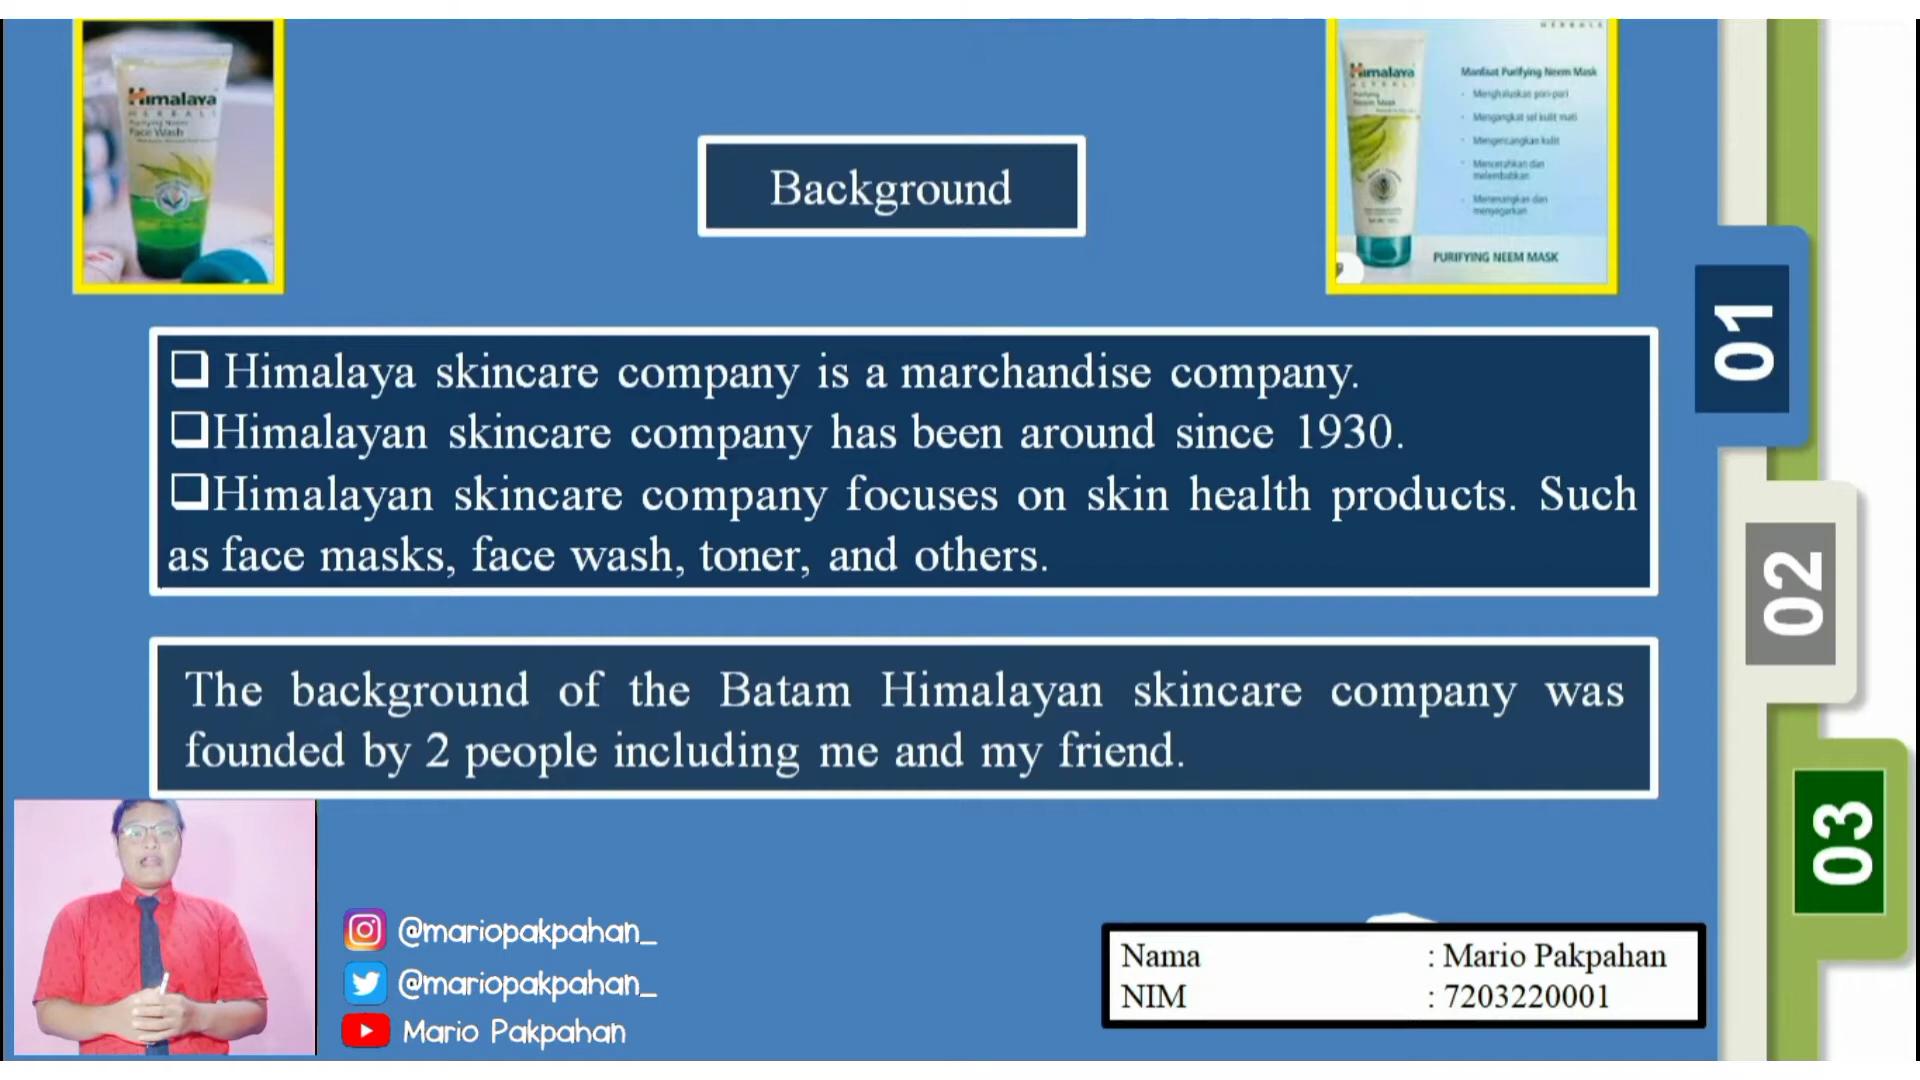 Himalaya
HERBALS
Purifying Neem
Face Wash
Background
HERBALS
Himalaya
HERBALS
Purifying
Neem Mask
Manfaat Purifying Neem Mask
Menghaluskan pori-pori
Mengangkat sel kulit mati
Mengencangkan kulit
Mencerahkan dan
melembabkan
Menenangkan dan
menyegarkan
PURIFYING NEEM MASK
Himalaya skincare company is a marchandise company.
Himalayan skincare company has been around since 1930.
Himalayan skincare company focuses on skin health products. Such
as face masks, face wash, toner, and others.
The background of the Batam Himalayan skincare company was
founded by 2 people including me and my friend.
01
02
03
@mariopakpahan_
@mariopakpahan_
Mario Pakpahan
Nama : Mario Pakpahan
NIM : 7203220001